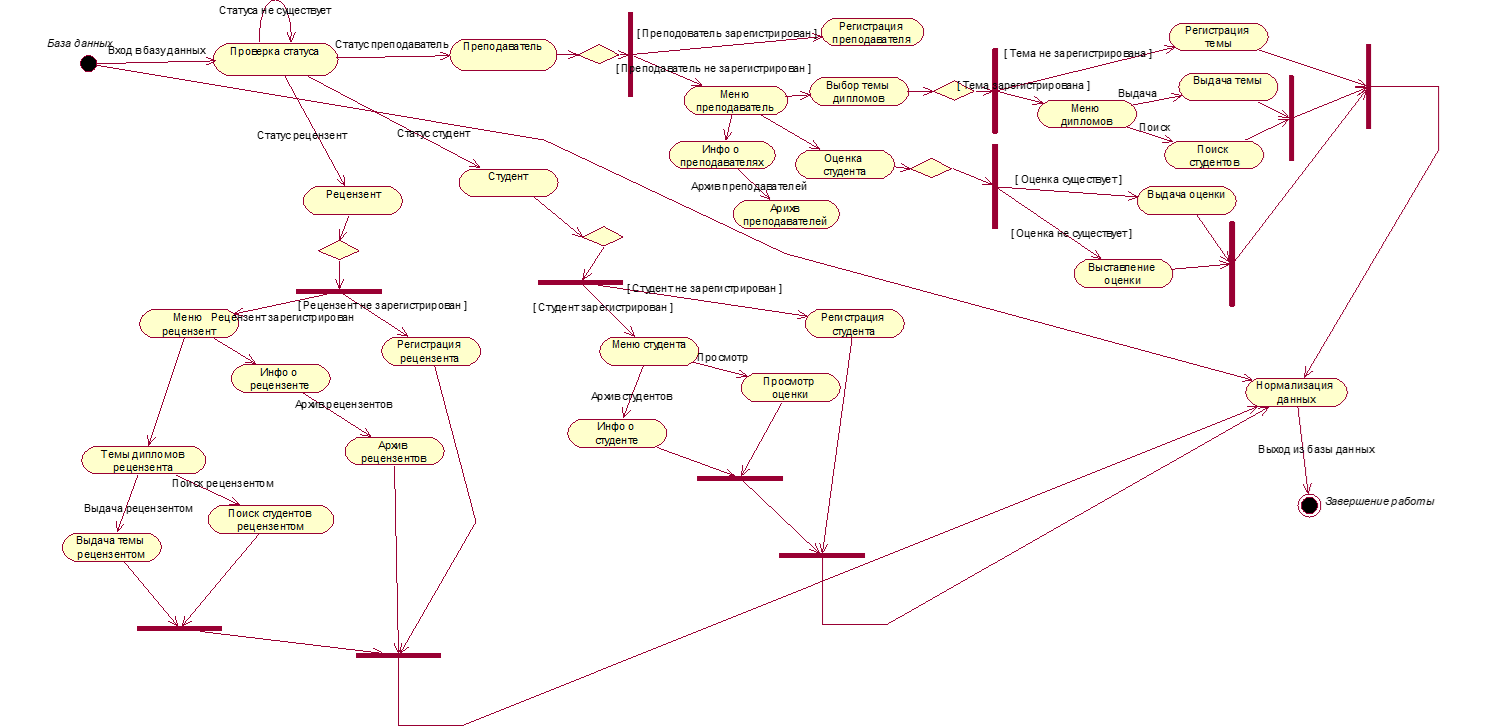 Статуса не существует
База данных
Вход в базу данных
Проверка статуса
Статус преподаватель
Преподаватель
[ Преподователь зарегистрирован ]
Регистрация
преподавателя
[ Преподаватель не зарегистрирован ]
Меню
преподаватель
Выбор темы
дипломов
[ Тема не зарегистрирована ]
Регистрация
темы
[ Тема зарегистрирована ]
Меню
дипломов
Выдача
Выдача темы
Поиск
Поиск
студентов
Инфо о
преподавателях
Архив преподавателей
Арихв
преподавателей
Оценка
студента
[ Оценка существует ]
Выдача оценки
[ Оценка не существует ]
Выставление
оценки
Статус рецензент
Статус студент
Рецензент
Студент
[ Рецензент не зарегистрирован ]
Рецензент зарегистрирован
Меню
рецензент
Регистрация
рецензента
Инфо о
рецензенте
Архив рецензентов
Архив
рецензентов
Темы дипломов
рецензента
Поиск рецензентом
Выдача рецензентом
Поиск студентов
рецензентом
Выдача темы
рецензентом
[ Студент не зарегистрирован ]
[ Студент зарегистрирован ]
Регистрация
студента
Меню студента
Просмотр
Просмотр
оценки
Архив студентов
Инфо о
студенте
Нормализация
данных
Выход из базы данных
Завершение работы